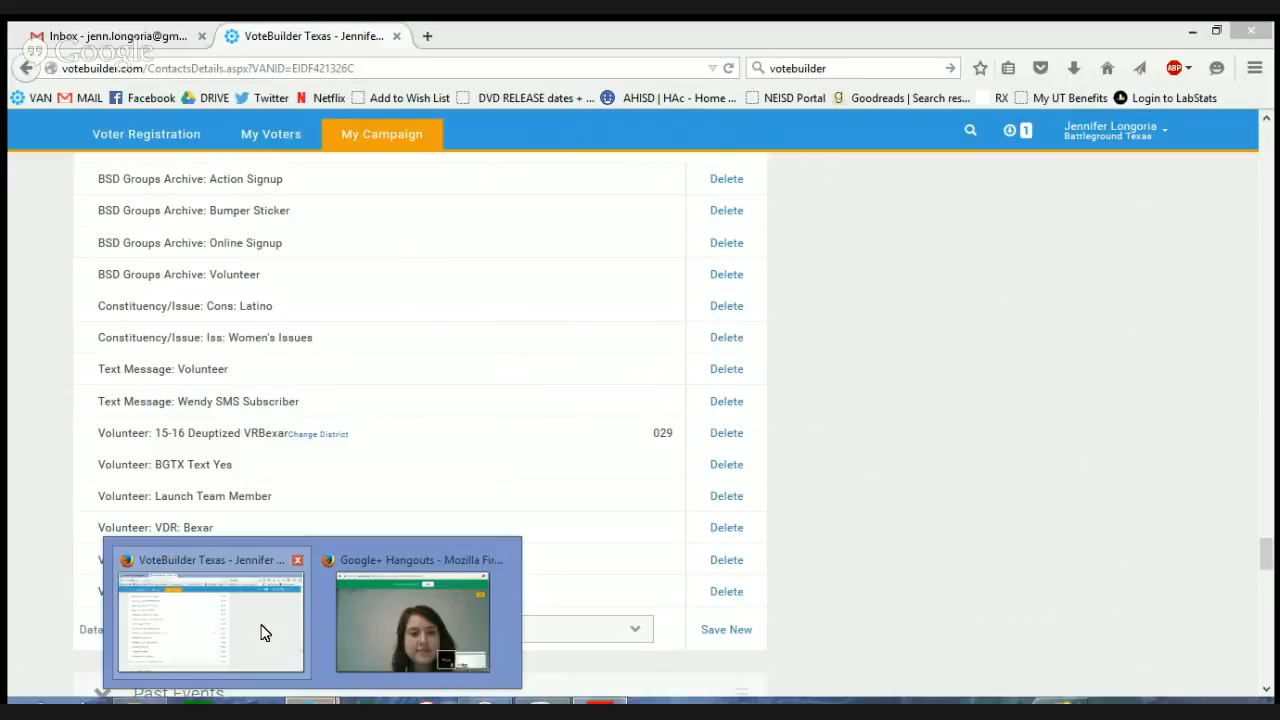 Inbox - jenn.longoria@gm...
VoteBuilder Texas - Jennife...
Google
votebuilder.com/ContactsDetails.aspx?VANID=EIDF421326C
votebuilder
ABP
VAN MAIL Facebook DRIVE Twitter Netflix Add to Wish List DVD RELEASE dates + ... AHISD | HAc - Home ... NEISD Portal Goodreads | Search res... RX My UT Benefits Login to LabStats
Voter Registration My Voters My Campaign 1 Jennifer Longoria
Battleground Texas
BSD Groups Archive: Action Signup Delete
BSD Groups Archive: Bumper Sticker Delete
BSD Groups Archive: Online Signup Delete
BSD Groups Archive: Volunteer Delete
Constituency/Issue: Cons: Latino Delete
Constituency/Issue: Iss: Women's Issues Delete
Text Message: Volunteer Delete
Text Message: Wendy SMS Subscriber Delete
Volunteer: 15-16 Deuptized VRBexarChange District 029 Delete
Volunteer: BGTX Text Yes Delete
Volunteer: Launch Team Member Delete
Volunteer: VDR: Bexar Delete
VoteBuilder Texas - Jennifer ... Google+ Hangouts - Mozilla Fir... Delete
Delete
Data Save New
Past Events